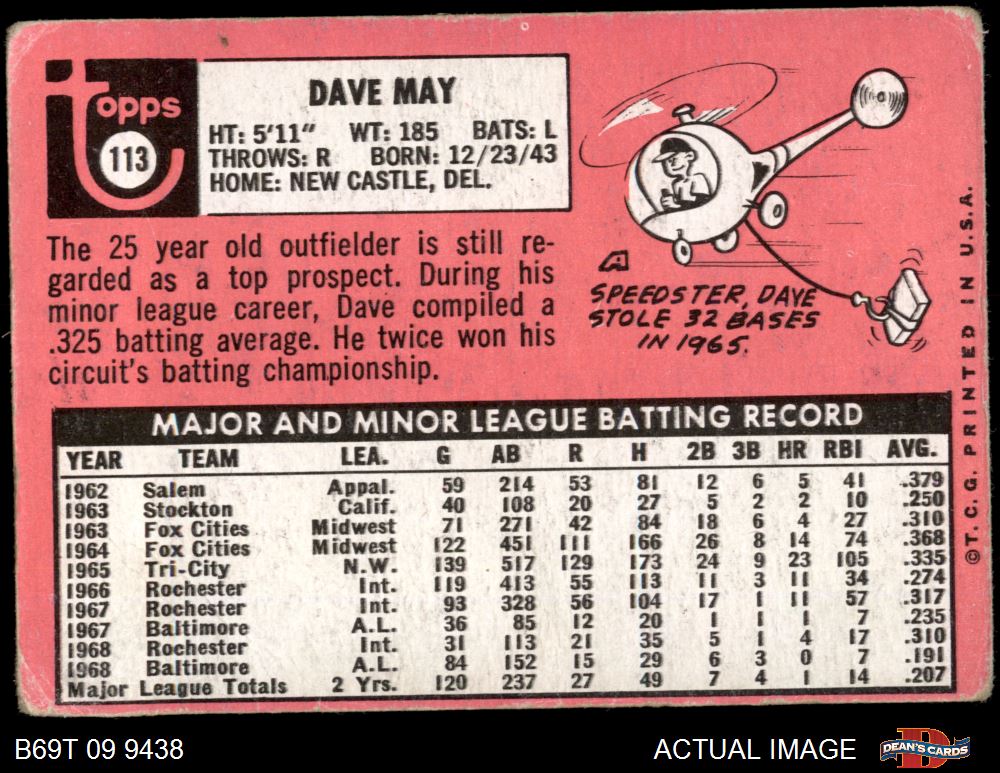 topps
113
DAVE MAY
HT: 5'11" WT: 185 BATS: L
THROWS: R BORN: 12/23/43
HOME: NEW CASTLE, DEL.
The 25 year old outfielder is still re-
garded as a top prospect. During his
minor league career, Dave compiled a
.325 batting average. He twice won his
circuit's batting championship.
SPEEDSTER, DAVE
STOLE 32 BASES
IN 1965.
©T. C. G. PRINTED IN U.S.A.
MAJOR AND MINOR LEAGUE BATTING RECORD
YEAR TEAM LEA. G AB R H 2B 3B HR RBI AVG.
1962 Salem Appal. 59 214 53 81 12 6 5 41 .379
1963 Stockton Calif. 40 108 20 27 5 2 2 10 .250
1963 Fox Cities Midwest 71 271 42 84 18 6 4 27 .310
1964 Fox Cities Midwest 122 451 111 166 26 8 14 74 .368
1965 Tri-City N.W. 139 517 129 173 24 9 23 105 .335
1966 Rochester Int. 119 413 55 113 11 3 11 34 .274
1967 Rochester Int. 93 328 56 104 17 1 11 57 .317
1967 Baltimore A.L. 36 85 12 20 1 1 1 7 .235
1968 Rochester Int. 31 113 21 35 5 1 4 17 .310
1968 Baltimore A.L. 84 152 15 29 6 3 0 7 .191
Major League Totals 2 Yrs. 120 237 27 49 7 4 1 14 .207
B69T 09 9438
ACTUAL IMAGE
DEAN'S CARDS